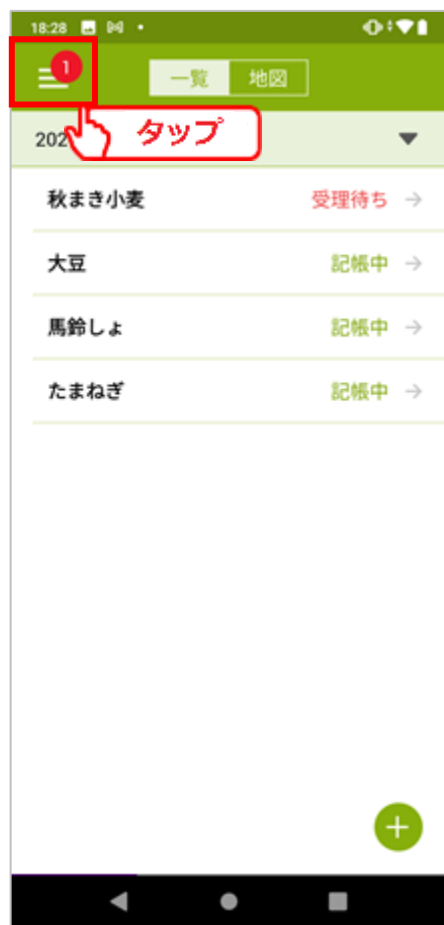 18:28
1
一覧 地図
202
タップ
秋まき小麦 受理待ち
大豆 記帳中
馬鈴しょ 記帳中
たまねぎ 記帳中